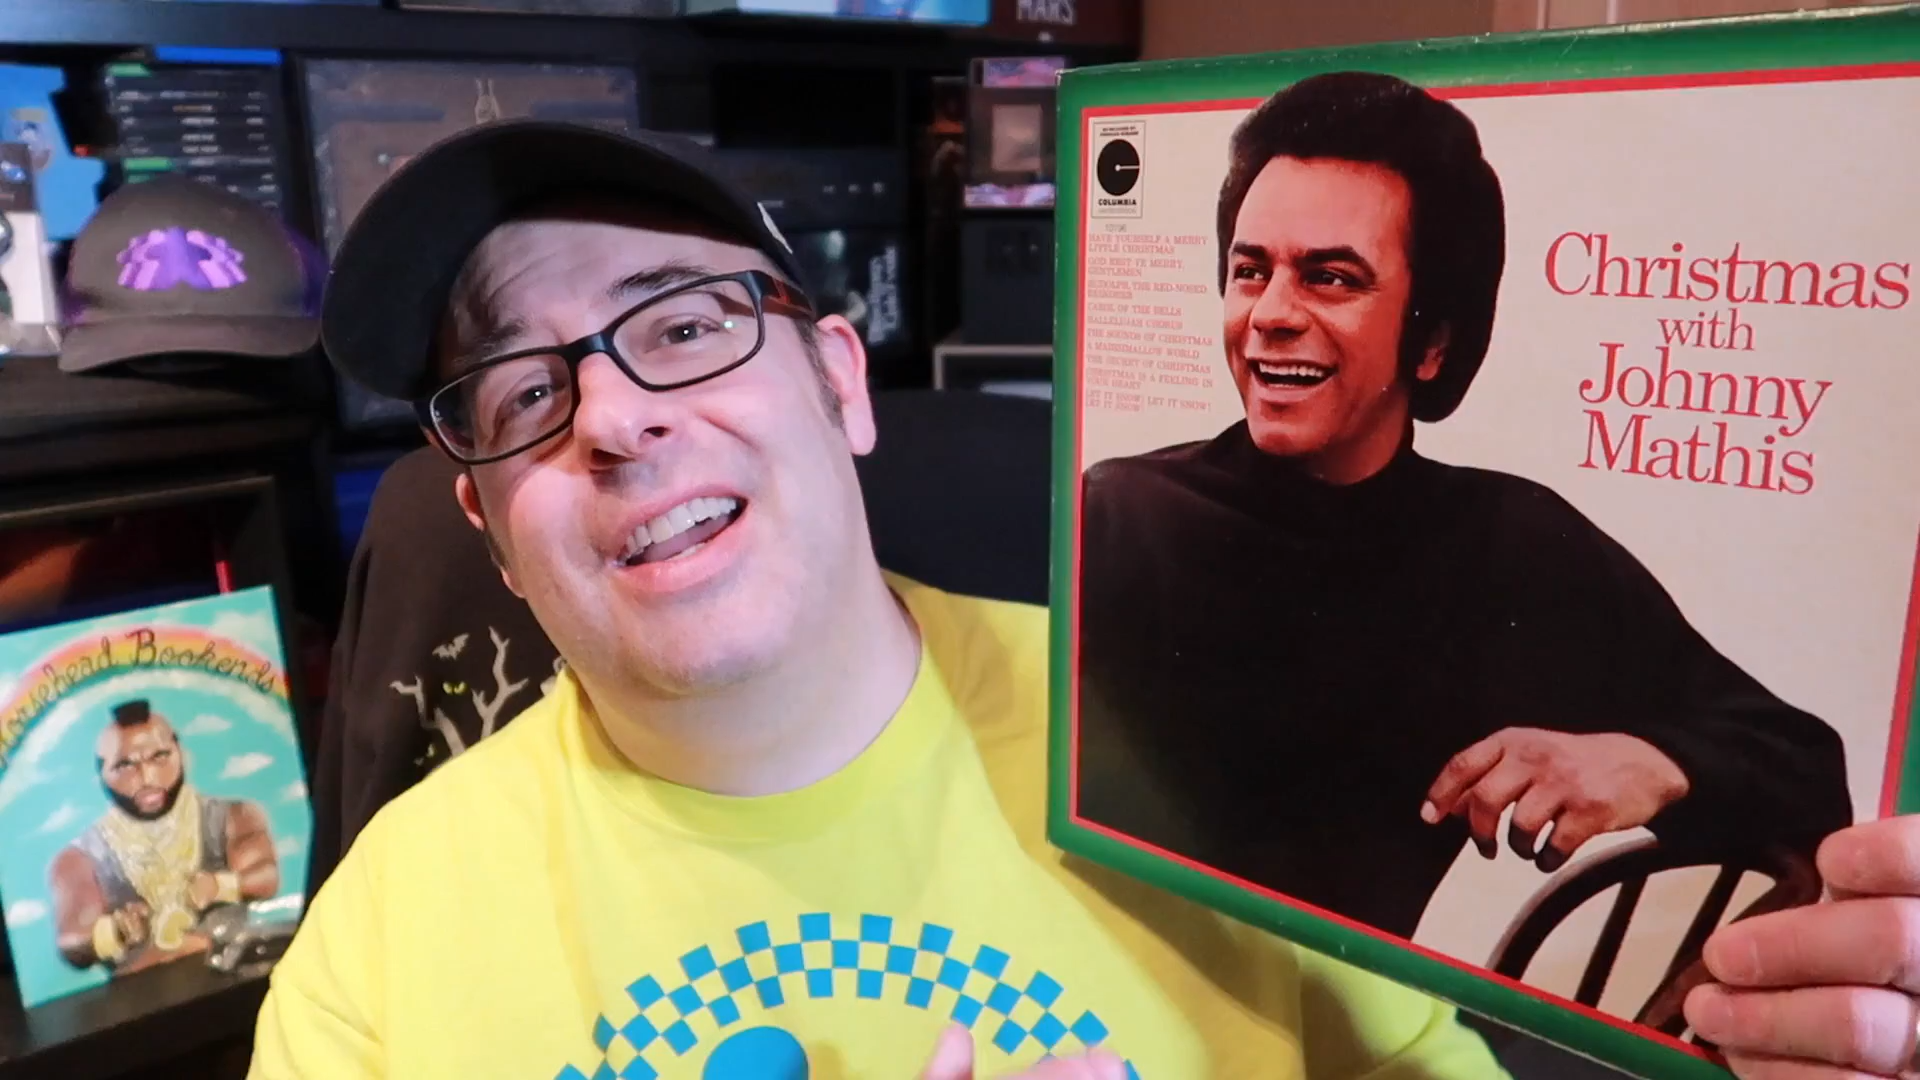 MARS
COLUMBIA
HAVE YOURSELF A MERRY
LITTLE CHRISTMAS
GOD REST YE MERRY,
GENTLEMEN
RUDOLPH, THE RED-NOSED
REINDEER
CAROL OF THE BELLS
HALLELUJAH CHORUS
THE SOUNDS OF CHRISTMAS
A MARSHMALLOW WORLD
THE SECRET OF CHRISTMAS
CHRISTMAS IS A FEELING IN
YOUR HEART
LET IT SNOW! LET IT SNOW!
LET IT SNOW!
Christmas
with
Johnny
Mathis
Horsehead Bookends